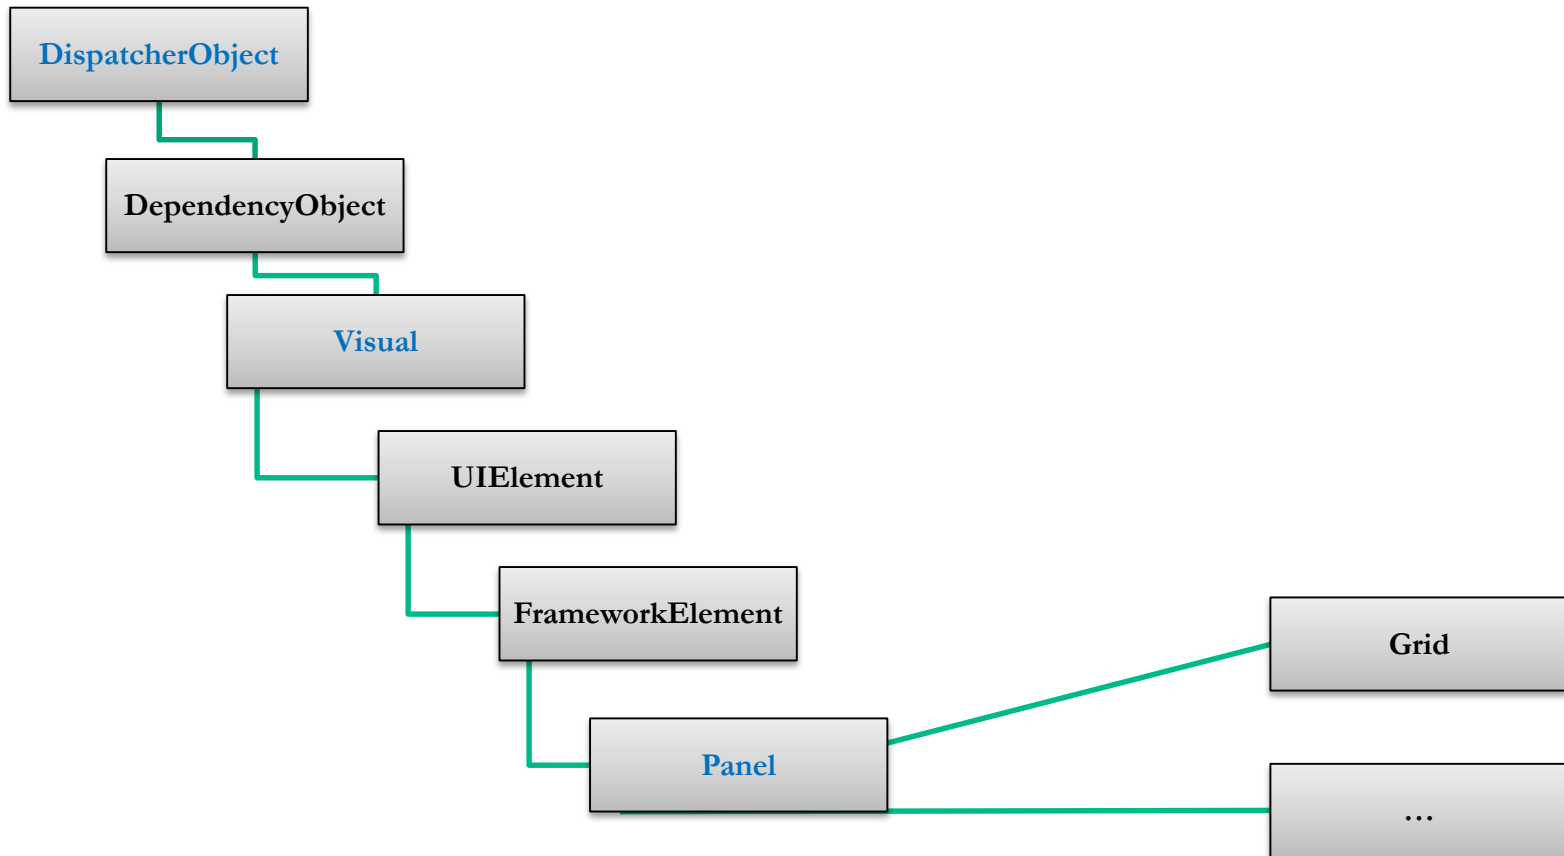 DispatcherObject
DependencyObject
Visual
UIElement
FrameworkElement
Grid
Panel
...